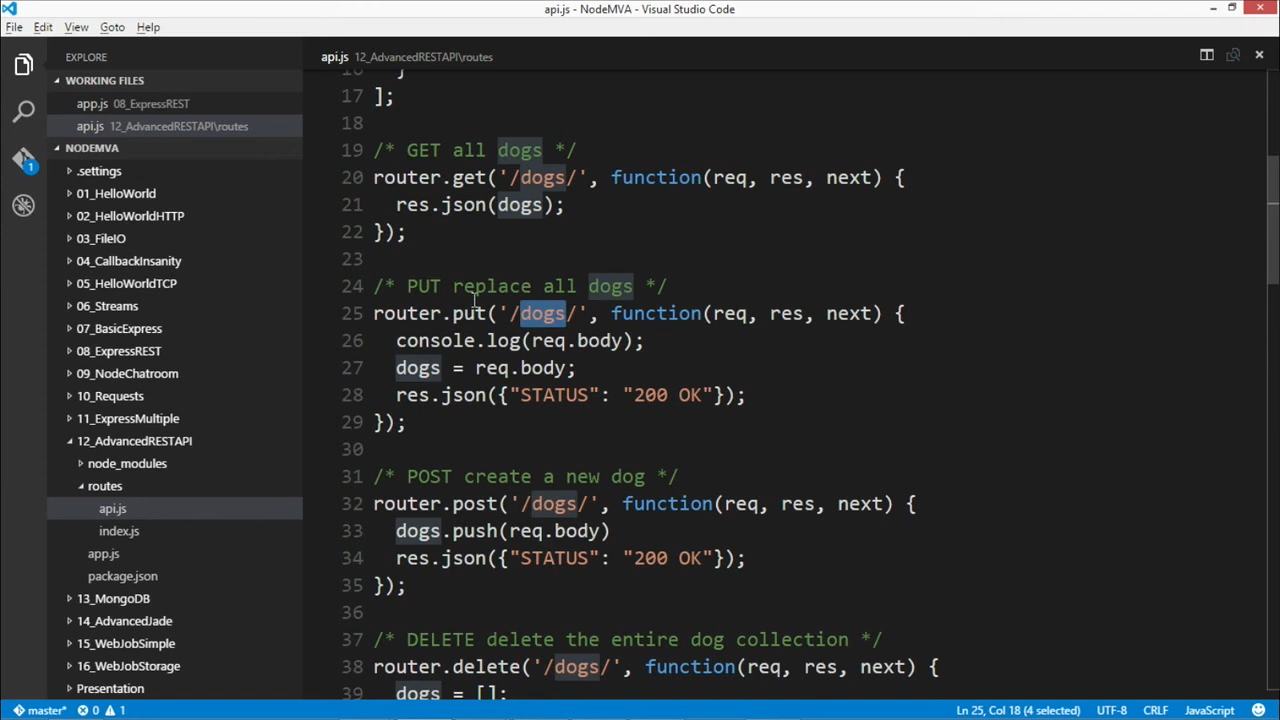 api.js - NodeMVA - Visual Studio Code
File Edit View Goto Help
EXPLORE
WORKING FILES
app.js 08_ExpressREST
api.js 12_AdvancedRESTAPI\routes
NODEMVA
.settings
01_HelloWorld
02_HelloWorldHTTP
03_FileIO
04_CallbackInsanity
05_HelloWorldTCP
06_Streams
07_BasicExpress
08_ExpressREST
09_NodeChatroom
10_Requests
11_ExpressMultiple
12_AdvancedRESTAPI
node_modules
routes
api.js
index.js
app.js
package.json
13_MongoDB
14_AdvancedJade
15_WebJobSimple
16_WebJobStorage
Presentation
1
api.js 12_AdvancedRESTAPI\routes
16 }
17 ];
18
19 /* GET all dogs */
20 router.get('/dogs/', function(req, res, next) {
21 res.json(dogs);
22 });
23
24 /* PUT replace all dogs */
25 router.put('/dogs/', function(req, res, next) {
26 console.log(req.body);
27 dogs = req.body;
28 res.json({"STATUS": "200 OK"});
29 });
30
31 /* POST create a new dog */
32 router.post('/dogs/', function(req, res, next) {
33 dogs.push(req.body)
34 res.json({"STATUS": "200 OK"});
35 });
36
37 /* DELETE delete the entire dog collection */
38 router.delete('/dogs/', function(req, res, next) {
39 dogs = [];
master* 0 1 Ln 25, Col 18 (4 selected) UTF-8 CRLF JavaScript